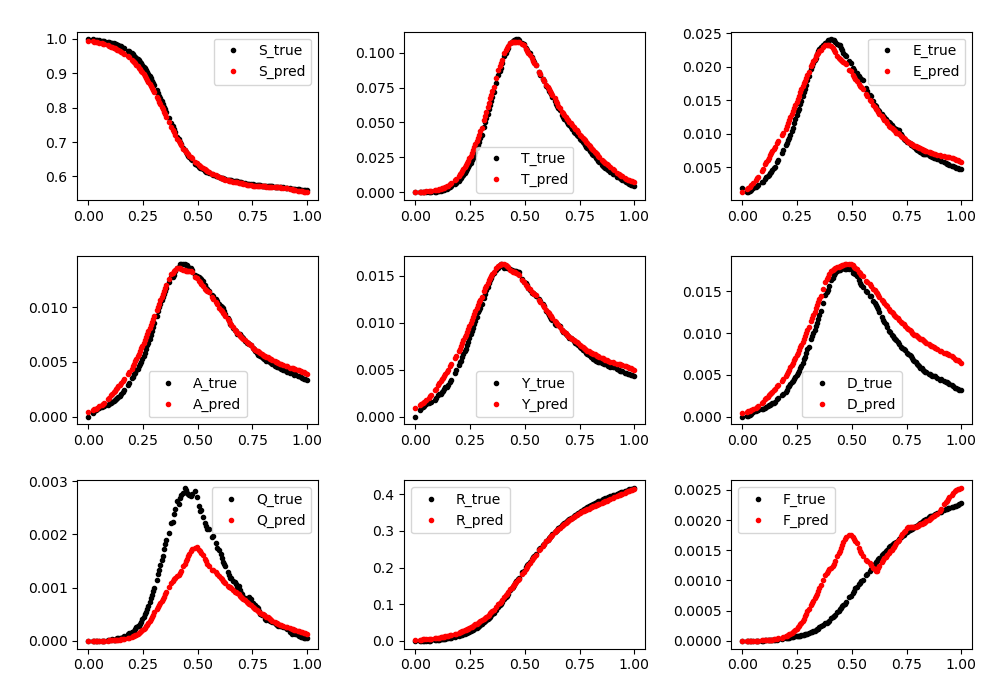 1.0
0.9
0.8
0.7
0.6
S_true
S_pred
0.00 0.25 0.50 0.75 1.00
0.100
0.075
0.050
0.025
0.000
T_true
T_pred
0.00 0.25 0.50 0.75 1.00
0.025
0.020
0.015
0.010
0.005
E_true
E_pred
0.00 0.25 0.50 0.75 1.00
0.010
0.005
0.000
A_true
A_pred
0.00 0.25 0.50 0.75 1.00
0.015
0.010
0.005
0.000
Y_true
Y_pred
0.00 0.25 0.50 0.75 1.00
0.015
0.010
0.005
0.000
D_true
D_pred
0.00 0.25 0.50 0.75 1.00
0.003
0.002
0.001
0.000
Q_true
Q_pred
0.00 0.25 0.50 0.75 1.00
0.4
0.3
0.2
0.1
0.0
R_true
R_pred
0.00 0.25 0.50 0.75 1.00
0.0025
0.0020
0.0015
0.0010
0.0005
0.0000
F_true
F_pred
0.00 0.25 0.50 0.75 1.00